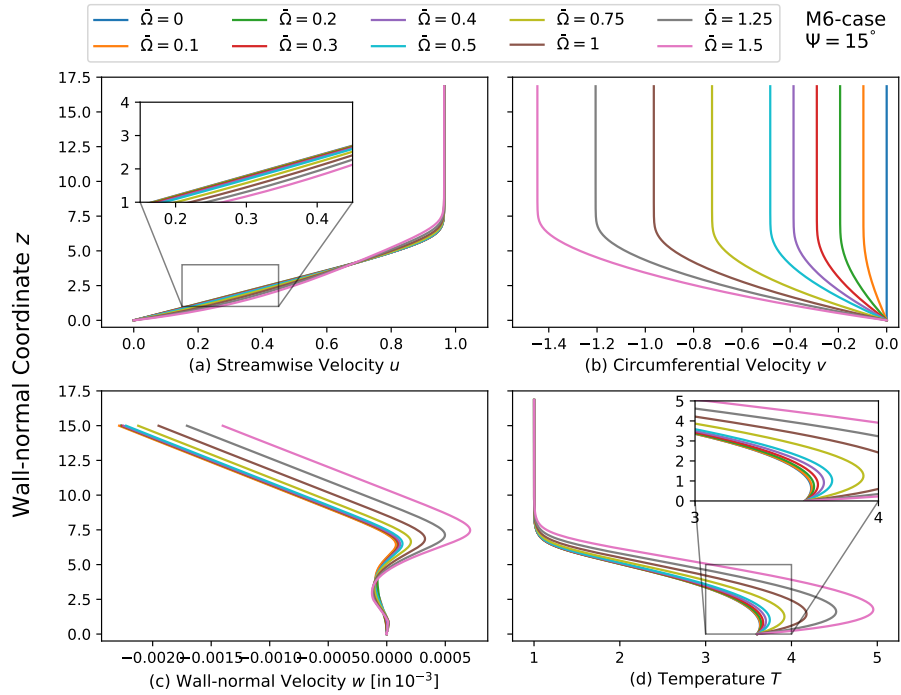 Ω̄ = 0 Ω̄ = 0.2 Ω̄ = 0.4 Ω̄ = 0.75 Ω̄ = 1.25
Ω̄ = 0.1 Ω̄ = 0.3 Ω̄ = 0.5 Ω̄ = 1 Ω̄ = 1.5
M6-case
Ψ = 15°
Wall-normal Coordinate z
17.5
15.0
12.5
10.0
7.5
5.0
2.5
0.0
4
3
2
1
0.2 0.3 0.4
0.0 0.2 0.4 0.6 0.8 1.0
(a) Streamwise Velocity u
−1.4 −1.2 −1.0 −0.8 −0.6 −0.4 −0.2 0.0
(b) Circumferential Velocity v
17.5
15.0
12.5
10.0
7.5
5.0
2.5
0.0
−0.0020 −0.0015 −0.0010 −0.0005 0.0000 0.0005
(c) Wall-normal Velocity w [in 10⁻³]
5
4
3
2
1
0
3 4
1 2 3 4 5
(d) Temperature T